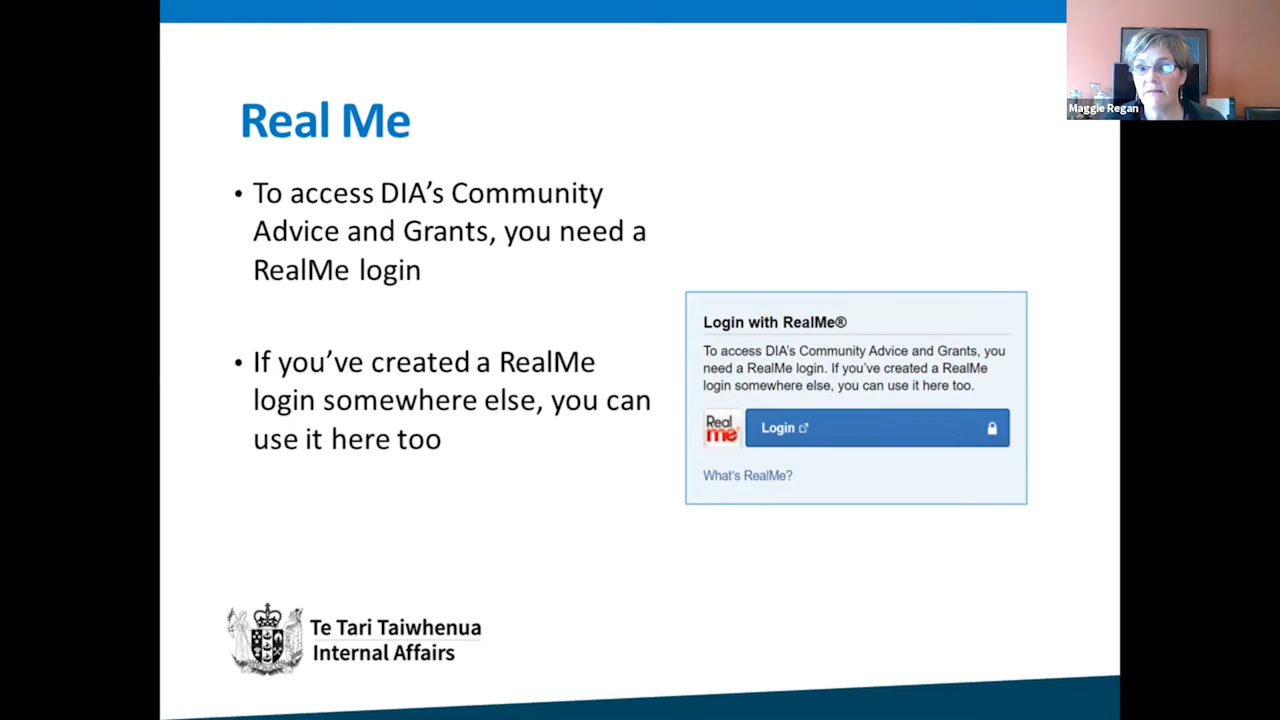 Real Me
• To access DIA's Community
Advice and Grants, you need a
RealMe login
• If you've created a RealMe
login somewhere else, you can
use it here too
Login with RealMe®
To access DIA's Community Advice and Grants, you
need a RealMe login. If you've created a RealMe
login somewhere else, you can use it here too.
Real
me
Login
What's RealMe?
Te Tari Taiwhenua
Internal Affairs
Maggie Regan